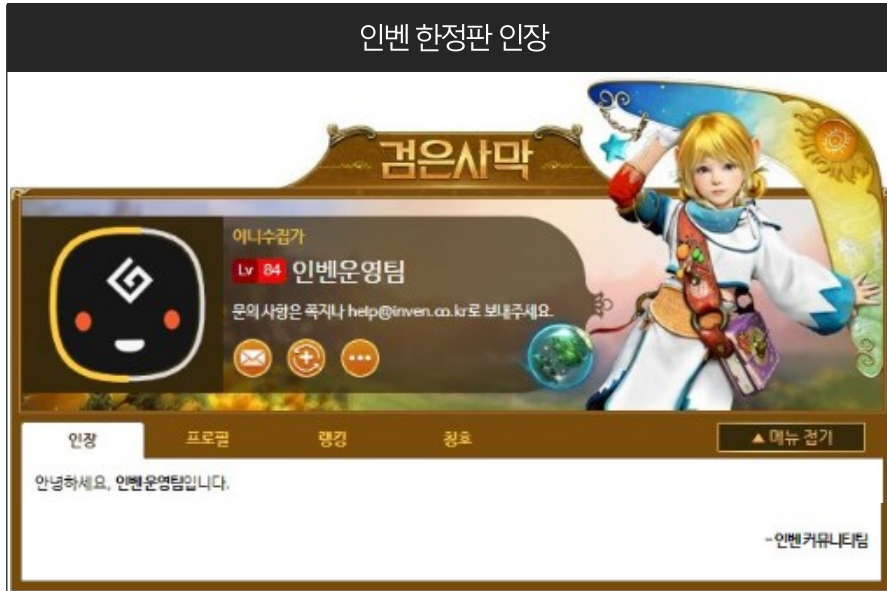 인벤 한정판 인장
검은사막
이니수집가
Lv 84 인벤운영팀
문의 사항은 쪽지나 help@inven.co.kr로 보내주세요.
인장 프로필 랭킹 칭호 ▲ 메뉴 접기
안녕하세요, 인벤운영팀입니다.
-인벤 커뮤니티팀